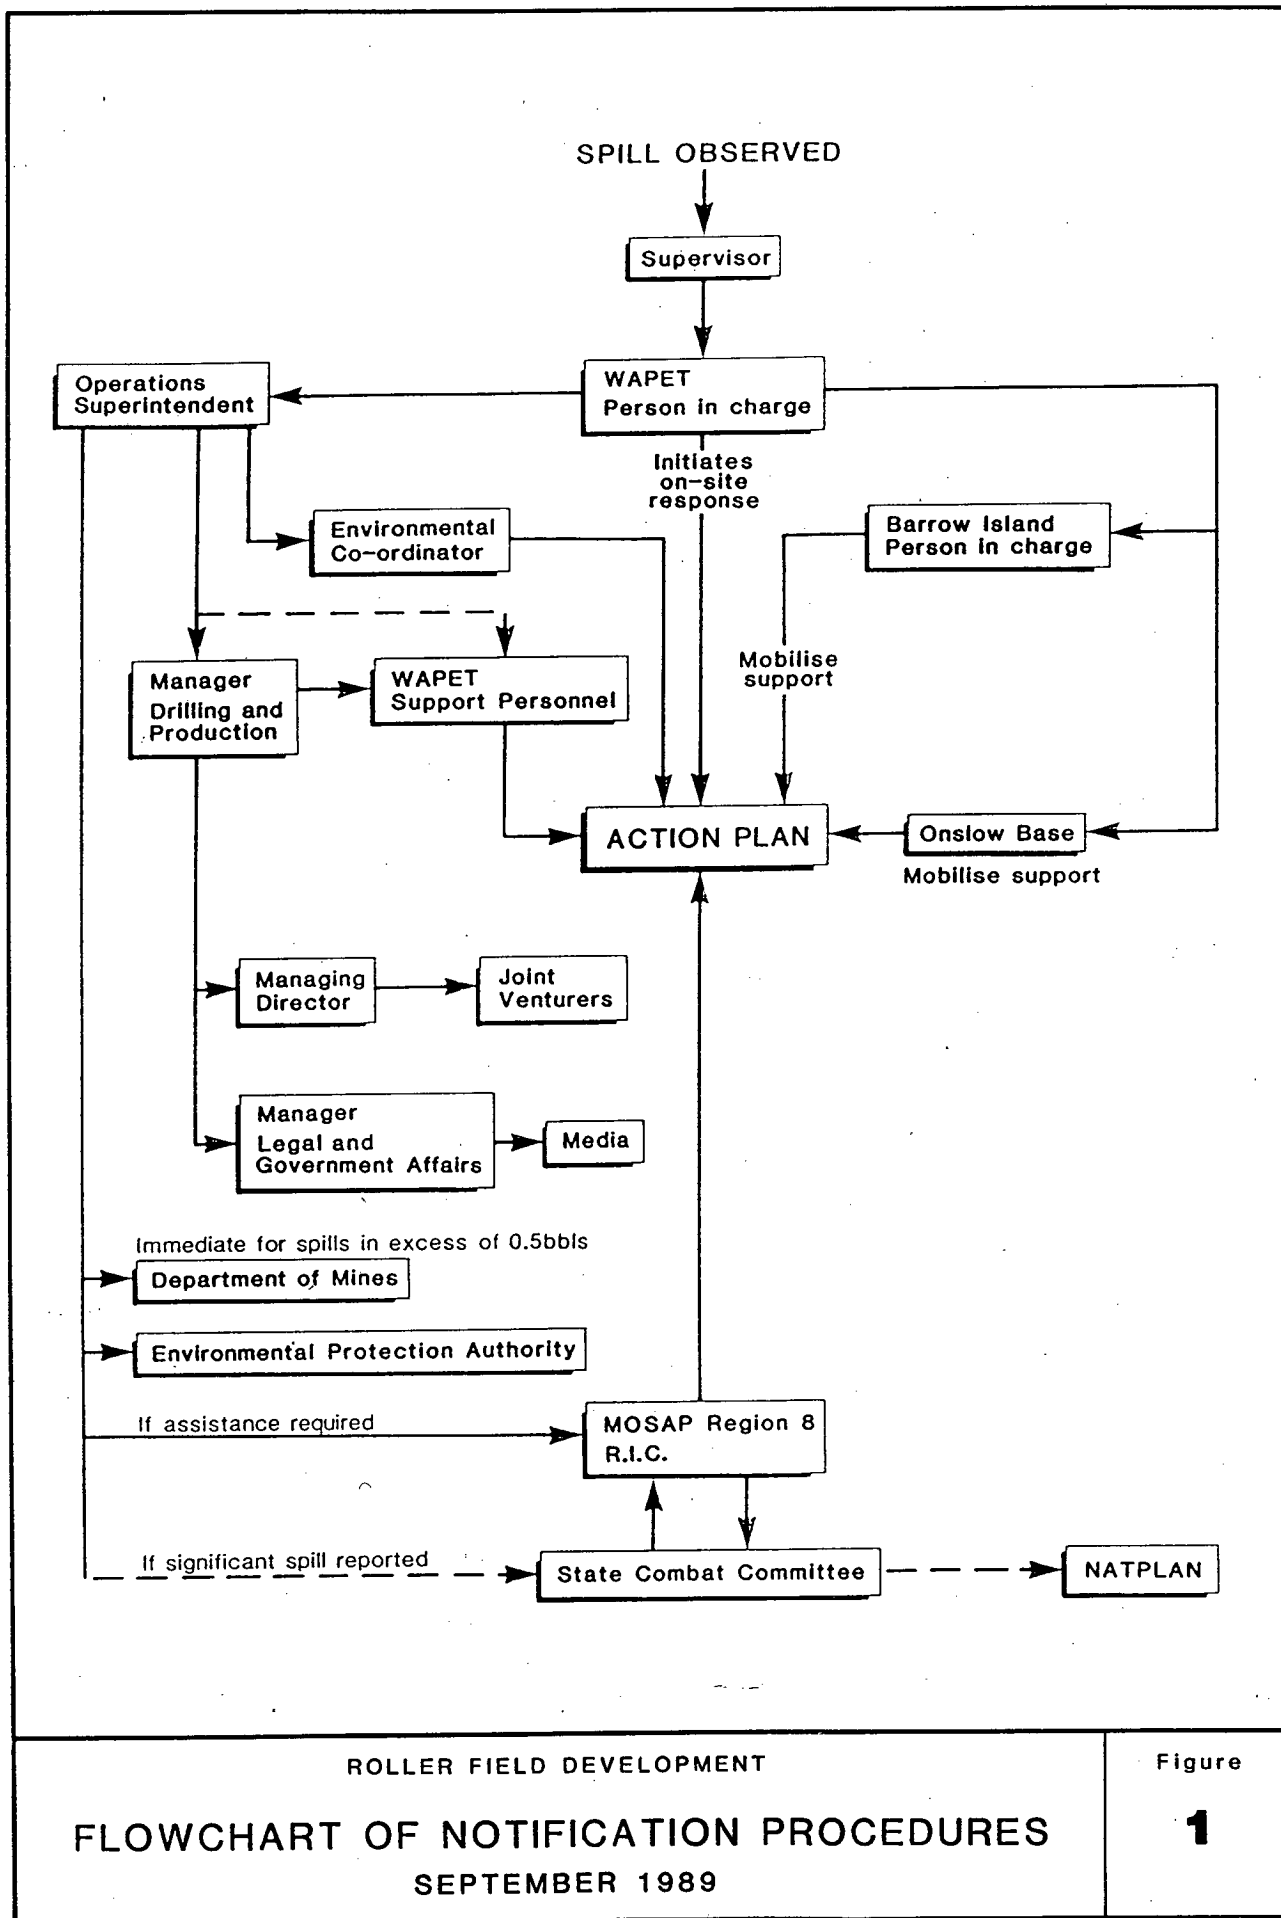 SPILL OBSERVED
Supervisor
Operations
Superintendent
WAPET
Person in charge
Initiates
on-site
response
Environmental
Co-ordinator
Barrow Island
Person in charge
Manager
Drilling and
Production
WAPET
Support Personnel
Mobilise
support
ACTION PLAN
Onslow Base
Mobilise support
Managing
Director
Joint
Venturers
Manager
Legal and
Government Affairs
Media
Immediate for spills in excess of 0.5bbls
Department of Mines
Environmental Protection Authority
If assistance required
MOSAP Region 8
R.I.C.
If significant spill reported
State Combat Committee
NATPLAN
ROLLER FIELD DEVELOPMENT
FLOWCHART OF NOTIFICATION PROCEDURES
SEPTEMBER 1989
Figure
1